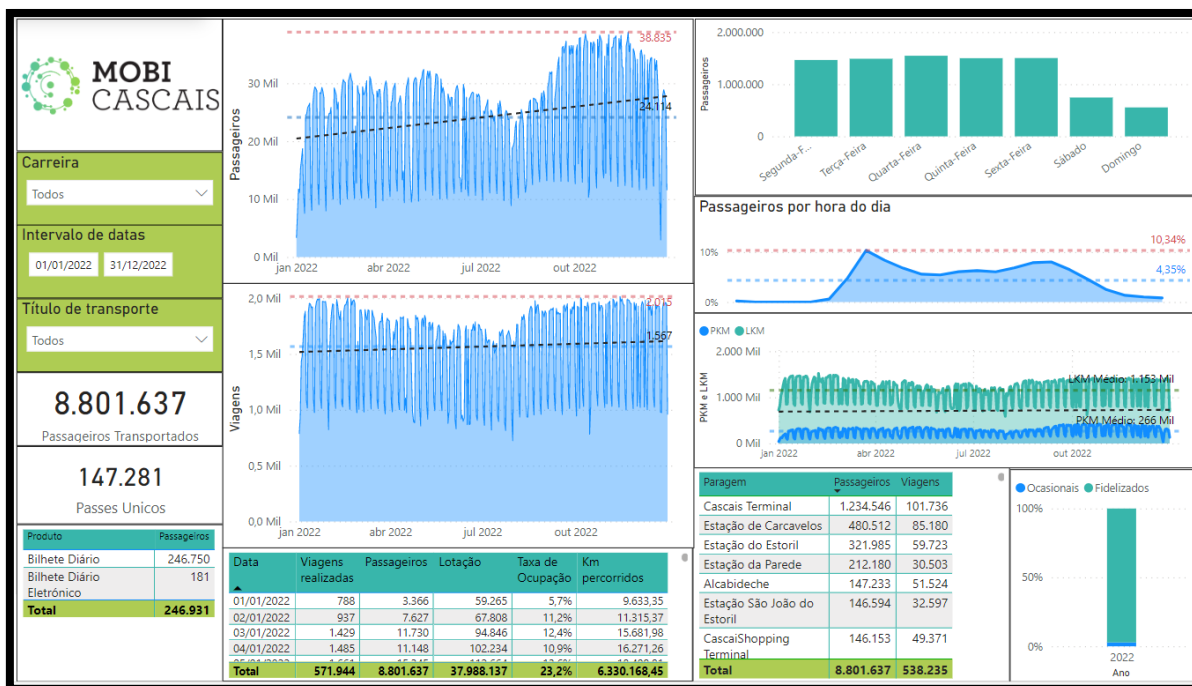 MOBI
CASCAIS
Carreira
Todos
Intervalo de datas
01/01/2022 31/12/2022
Título de transporte
Todos
8.801.637
Passageiros Transportados
147.281
Passes Unicos
Produto Passageiros
Bilhete Diário 246.750
Bilhete Diário 181
Eletrónico
Total 246.931
Passageiros
38.835
30 Mil
24.114
20 Mil
10 Mil
0 Mil
jan 2022 abr 2022 jul 2022 out 2022
Viagens
2,0 Mil
2.015
1.567
1,5 Mil
1,0 Mil
0,5 Mil
0,0 Mil
jan 2022 abr 2022 jul 2022 out 2022
Data Viagens Passageiros Lotação Taxa de Km
realizadas Ocupação percorridos
01/01/2022 788 3.366 59.265 5,7% 9.633,35
02/01/2022 937 7.627 67.808 11,2% 11.315,37
03/01/2022 1.429 11.730 94.846 12,4% 15.681,98
04/01/2022 1.485 11.148 102.234 10,9% 16.271,26
Total 571.944 8.801.637 37.988.137 23,2% 6.330.168,45
Passageiros
2.000.000
1.000.000
0
Segunda-F... Terça-Feira Quarta-Feira Quinta-Feira Sexta-Feira Sábado Domingo
Passageiros por hora do dia
10,34%
10%
4,35%
0%
PKM LKM
PKM e LKM
2.000 Mil
LKM Médio: 1.153 Mil
1.000 Mil
PKM Médio: 266 Mil
0 Mil
jan 2022 abr 2022 jul 2022 out 2022
Paragem Passageiros Viagens
Cascais Terminal 1.234.546 101.736
Estação de Carcavelos 480.512 85.180
Estação do Estoril 321.985 59.723
Estação da Parede 212.180 30.503
Alcabideche 147.233 51.524
Estação São João do 146.594 32.597
Estoril
CascaiShopping 146.153 49.371
Terminal
Total 8.801.637 538.235
Ocasionais Fidelizados
100%
50%
0%
2022
Ano